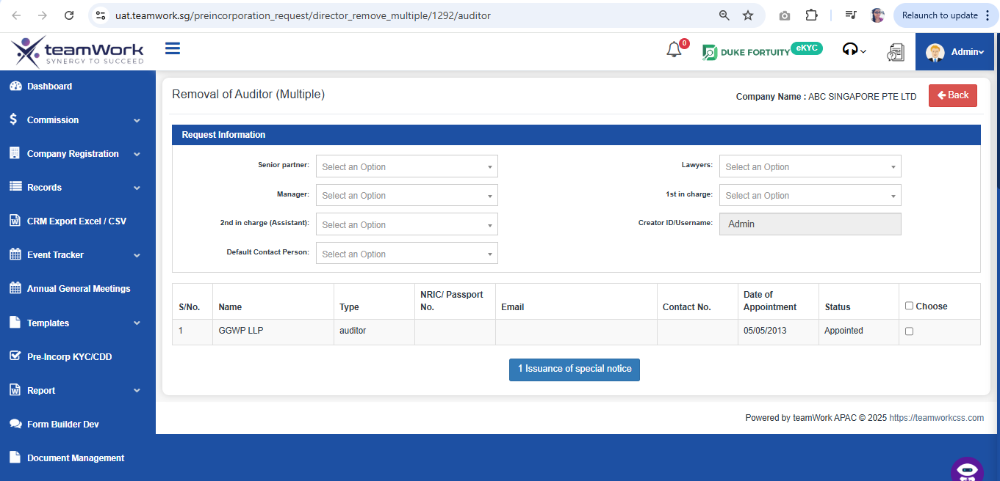 uat.teamwork.sg/preincorporation_request/director_remove_multiple/1292/auditor
Relaunch to update
teamWork
SYNERGY TO SUCCEED
0
DUKE FORTUITY
eKYC
Admin
Dashboard
Commission
Company Registration
Records
CRM Export Excel / CSV
Event Tracker
Annual General Meetings
Templates
Pre-Incorp KYC/CDD
Report
Form Builder Dev
Document Management
Removal of Auditor (Multiple)
Company Name : ABC SINGAPORE PTE LTD
Back
Request Information
Senior partner: Select an Option
Lawyers: Select an Option
Manager: Select an Option
1st in charge: Select an Option
2nd in charge (Assistant): Select an Option
Creator ID/Username: Admin
Default Contact Person: Select an Option
S/No. Name Type NRIC/ Passport No. Email Contact No. Date of Appointment Status Choose
1 GGWP LLP auditor 05/05/2013 Appointed
1 Issuance of special notice
Powered by teamWork APAC © 2025 https://teamworkcss.com